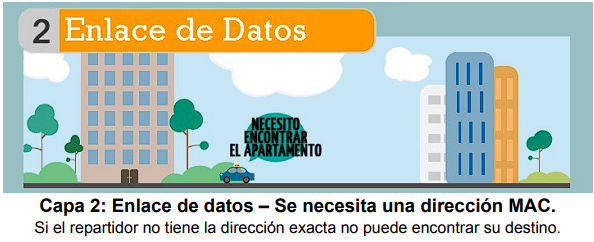 2 Enlace de Datos
NECESITO
ENCONTRAR
EL APARTAMENTO
Capa 2: Enlace de datos – Se necesita una dirección MAC.
Si el repartidor no tiene la dirección exacta no puede encontrar su destino.